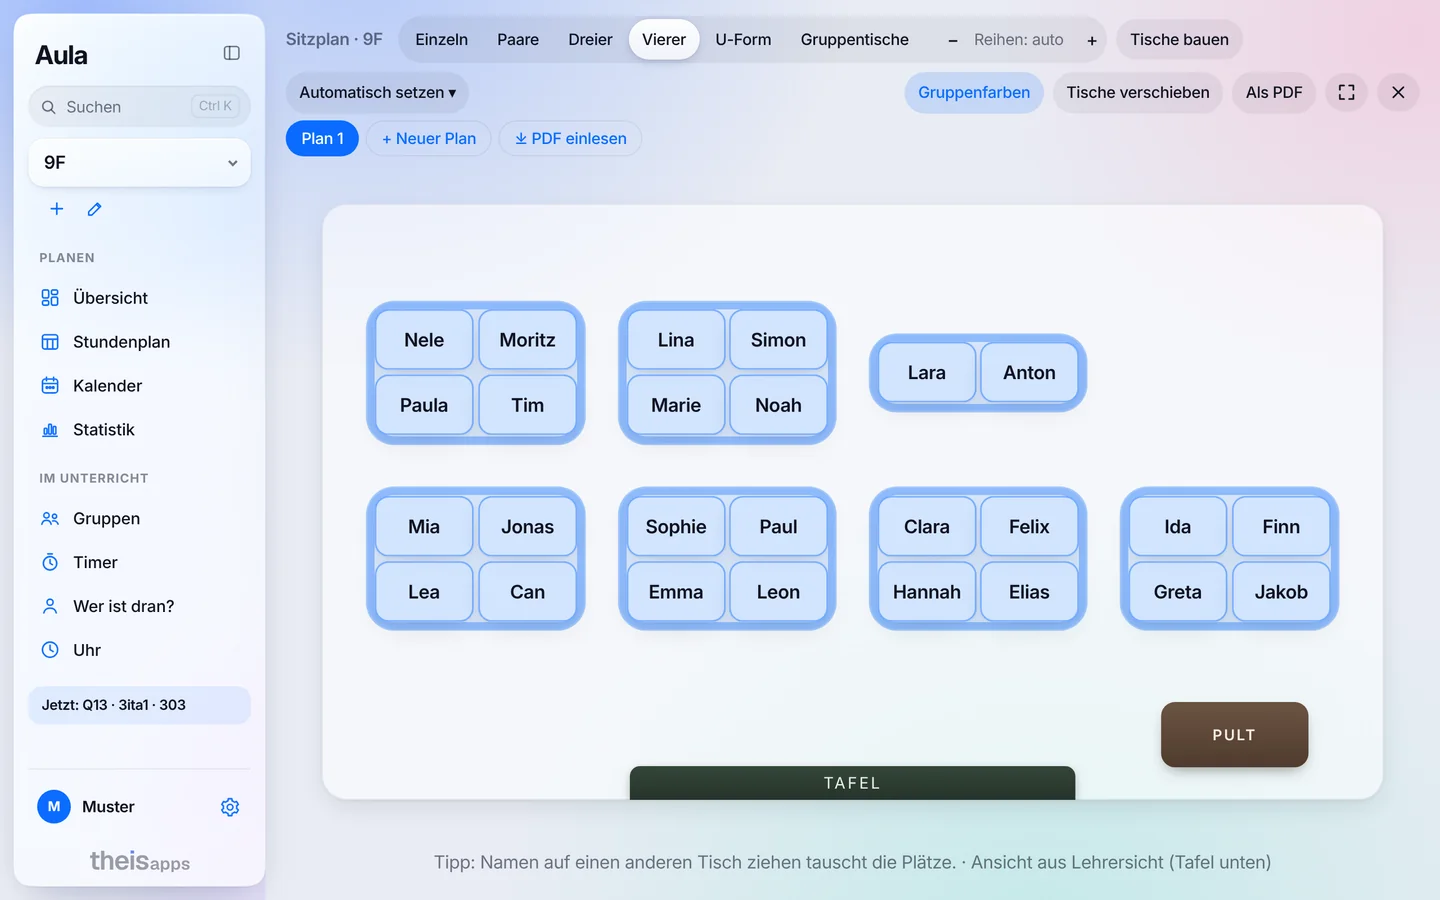 Aula
Suchen
Ctrl K
9F
PLANEN
Übersicht
Stundenplan
Kalender
Statistik
IM UNTERRICHT
Gruppen
Timer
Wer ist dran?
Uhr
Jetzt: Q13 · 3ita1 · 303
M
Muster
theisapps
Sitzplan · 9F
Einzeln Paare Dreier Vierer U-Form Gruppentische – Reihen: auto + Tische bauen
Automatisch setzen ▾ Gruppenfarben Tische verschieben Als PDF
Plan 1 + Neuer Plan PDF einlesen
Nele Moritz Lina Simon
Lara Anton
Paula Tim Marie Noah
Mia Jonas Sophie Paul Clara Felix Ida Finn
Lea Can Emma Leon Hannah Elias Greta Jakob
PULT
TAFEL
Tipp: Namen auf einen anderen Tisch ziehen tauscht die Plätze. · Ansicht aus Lehrersicht (Tafel unten)